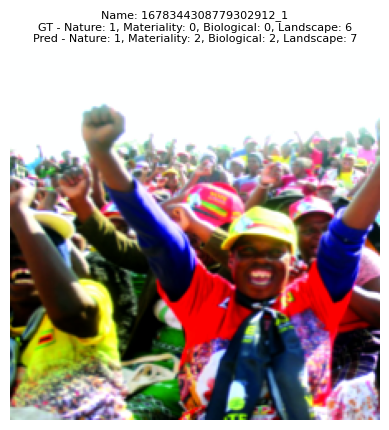 Name: 1678344308779302912_1
GT - Nature: 1, Materiality: 0, Biological: 0, Landscape: 6
Pred - Nature: 1, Materiality: 2, Biological: 2, Landscape: 7